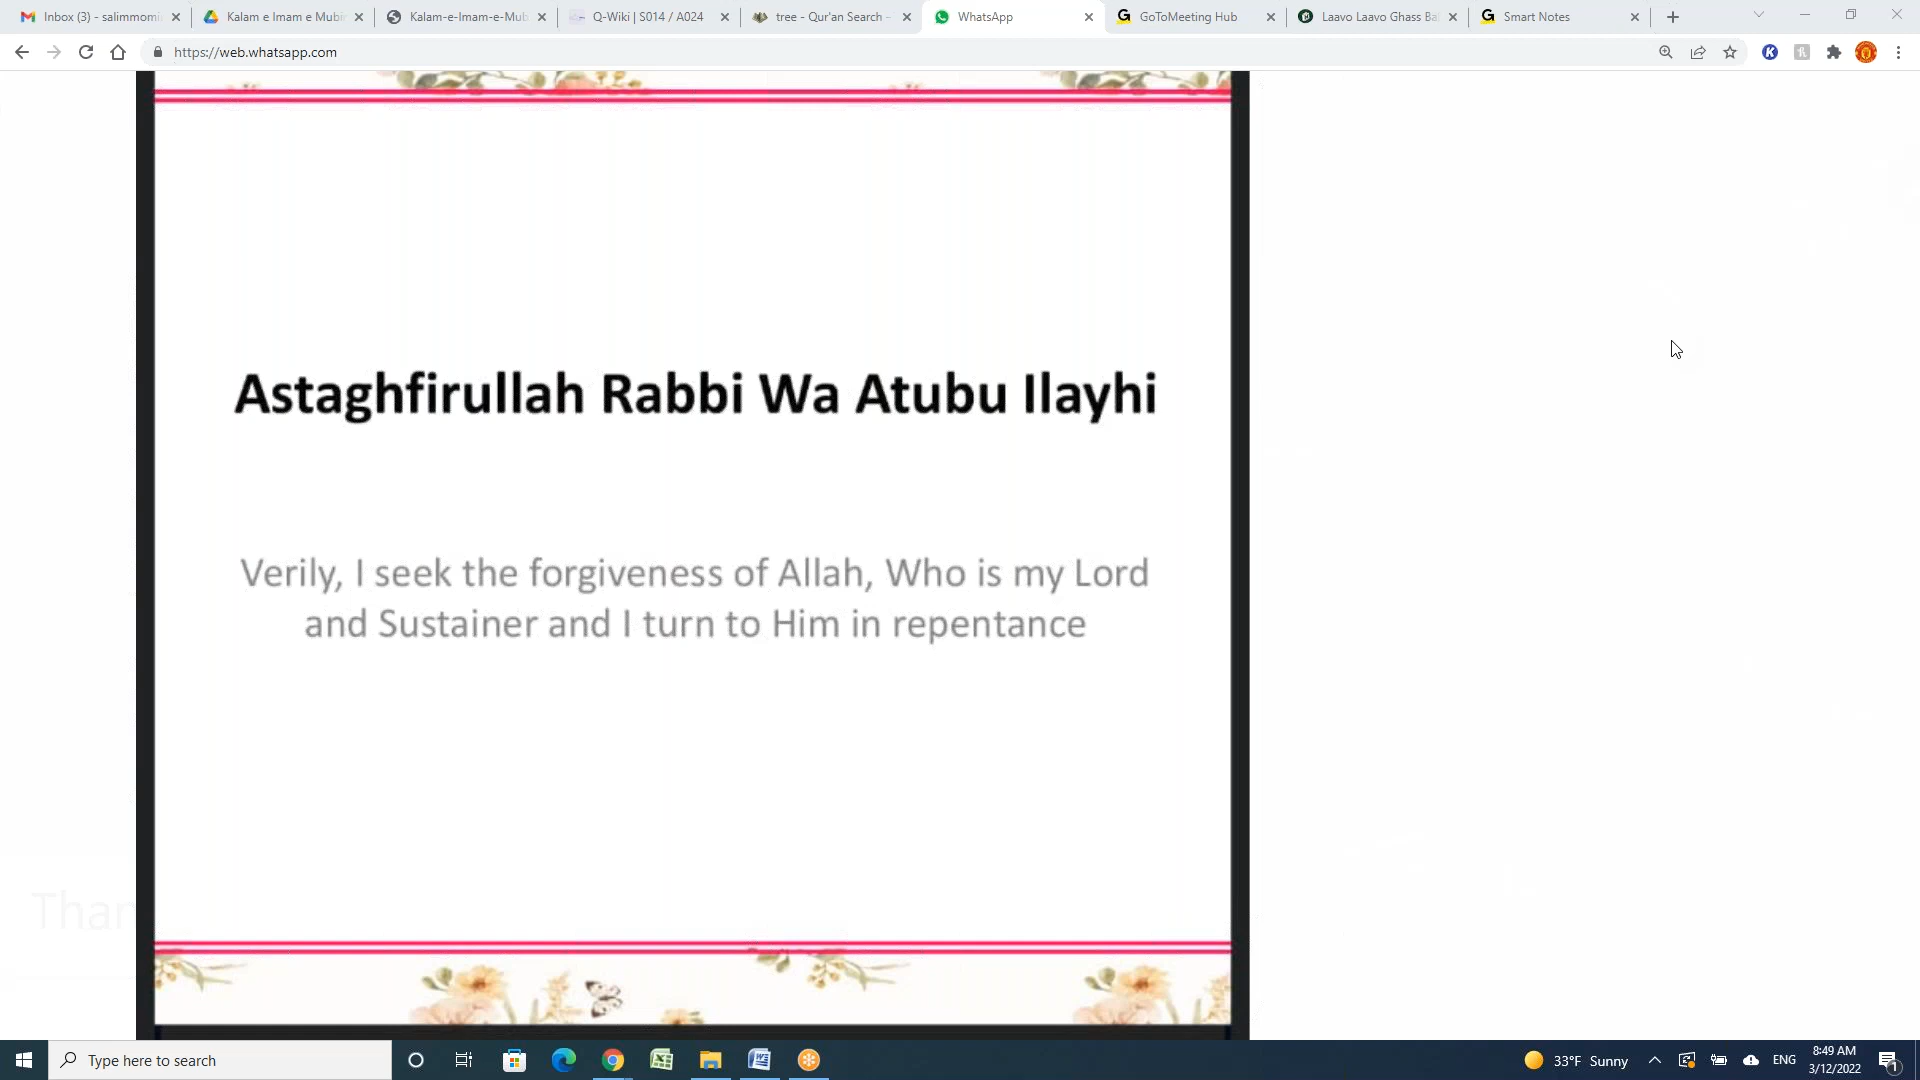 Inbox (3) - salimmomi
Kalam e Imam e Mubi
Kalam-e-Imam-e-Mub
Q-Wiki | S014 / A024
tree - Qur'an Search -
WhatsApp
GoToMeeting Hub
Laavo Laavo Ghass Ba
Smart Notes
https://web.whatsapp.com
Astaghfirullah Rabbi Wa Atubu Ilayhi
Verily, I seek the forgiveness of Allah, Who is my Lord
and Sustainer and I turn to Him in repentance
Than
Type here to search
33°F Sunny
ENG
8:49 AM
3/12/2022
1